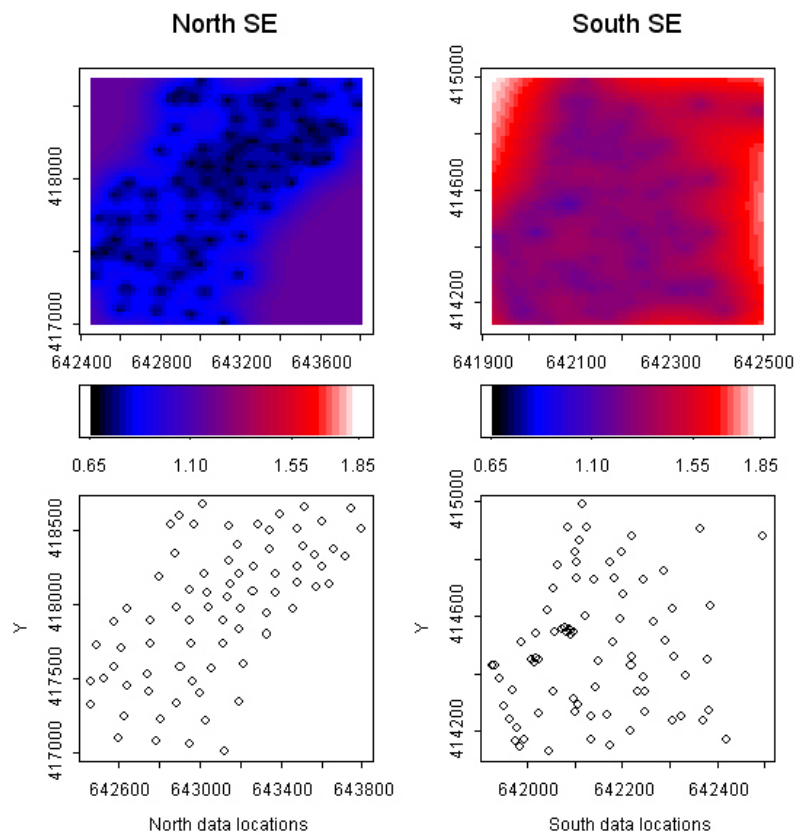 North SE
South SE
417000 418000
414200 414600 415000
642400 642800 643200 643600
641900 642100 642300 642500
0.65 1.10 1.55 1.85
0.65 1.10 1.55 1.85
Y
417000 417500 418000 418500
Y
414200 414600 415000
642600 643000 643400 643800
642000 642200 642400
North data locations
South data locations